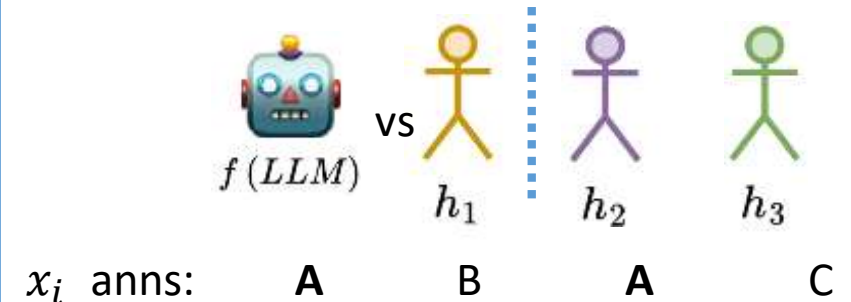 vs
f (LLM)
h₁ h₂ h₃
xᵢ anns: A B A C